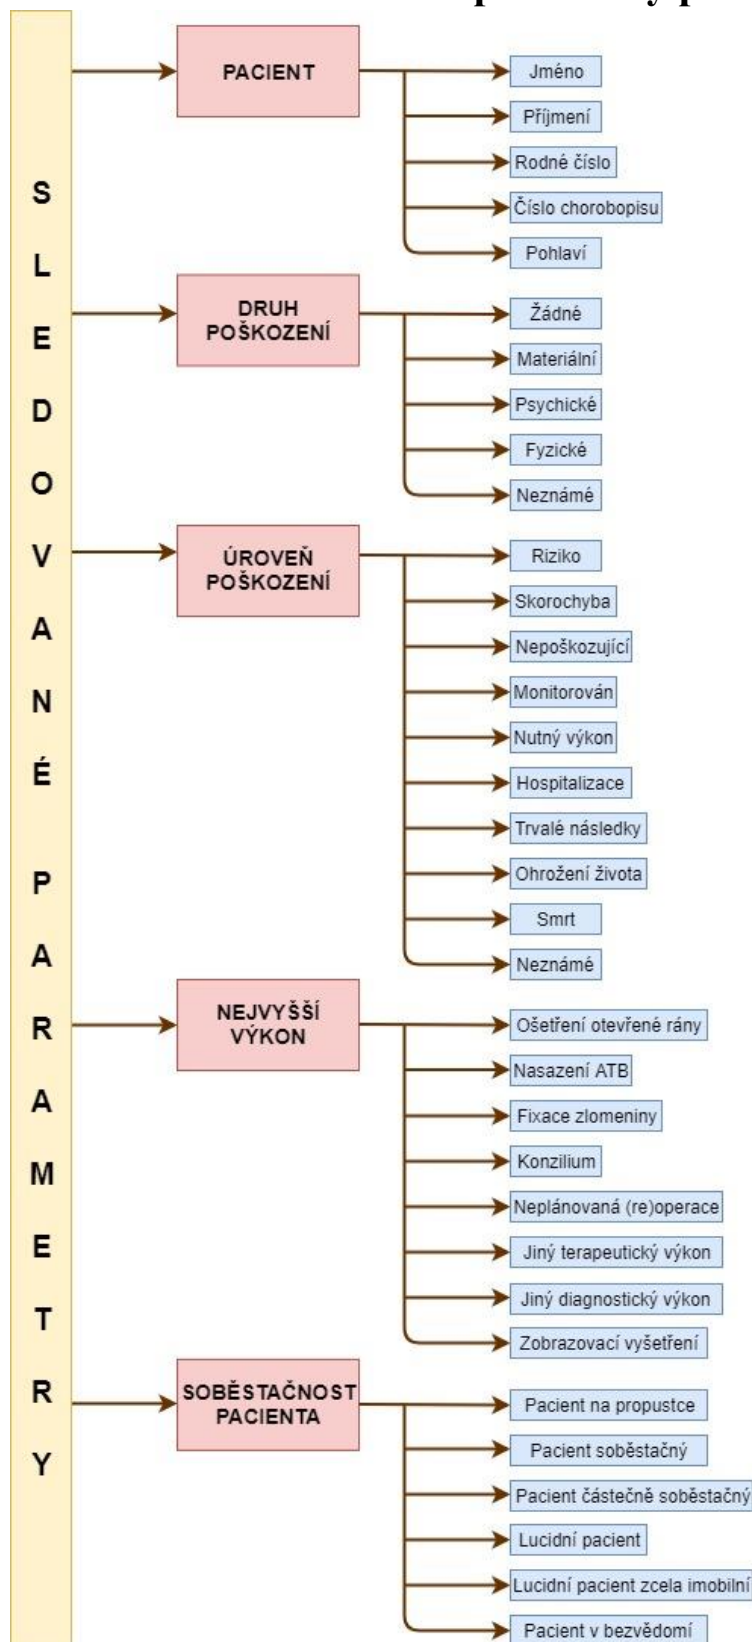 SLEDOVANÉ PARAMETRY
PACIENT
Jméno
Příjmení
Rodné číslo
Číslo chorobopisu
Pohlaví
DRUH
POŠKOZENÍ
Žádné
Materiální
Psychické
Fyzické
Neznámé
ÚROVEŇ
POŠKOZENÍ
Riziko
Skorochyba
Nepoškozující
Monitorován
Nutný výkon
Hospitalizace
Trvalé následky
Ohrožení života
Smrt
Neznámé
NEJVYŠŠÍ
VÝKON
Ošetření otevřené rány
Nasazení ATB
Fixace zlomeniny
Konzilium
Neplánovaná (re)operace
Jiný terapeutický výkon
Jiný diagnostický výkon
Zobrazovací vyšetření
SOBĚSTAČNOST
PACIENTA
Pacient na propustce
Pacient soběstačný
Pacient částečně soběstačný
Lucidní pacient
Lucidní pacient zcela imobilní
Pacient v bezvědomí